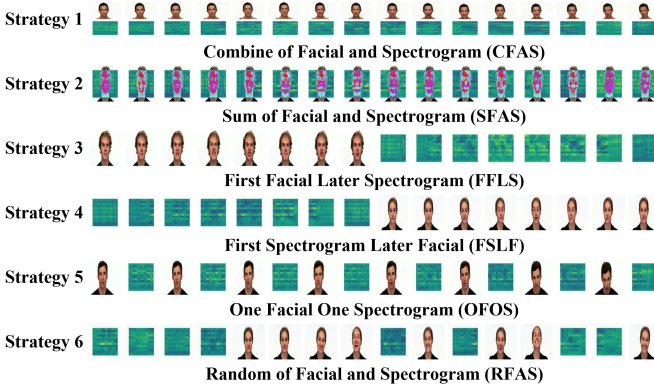 Strategy 1
Combine of Facial and Spectrogram (CFAS)
Strategy 2
Sum of Facial and Spectrogram (SFAS)
Strategy 3
First Facial Later Spectrogram (FFLS)
Strategy 4
First Spectrogram Later Facial (FSLF)
Strategy 5
One Facial One Spectrogram (OFOS)
Strategy 6
Random of Facial and Spectrogram (RFAS)